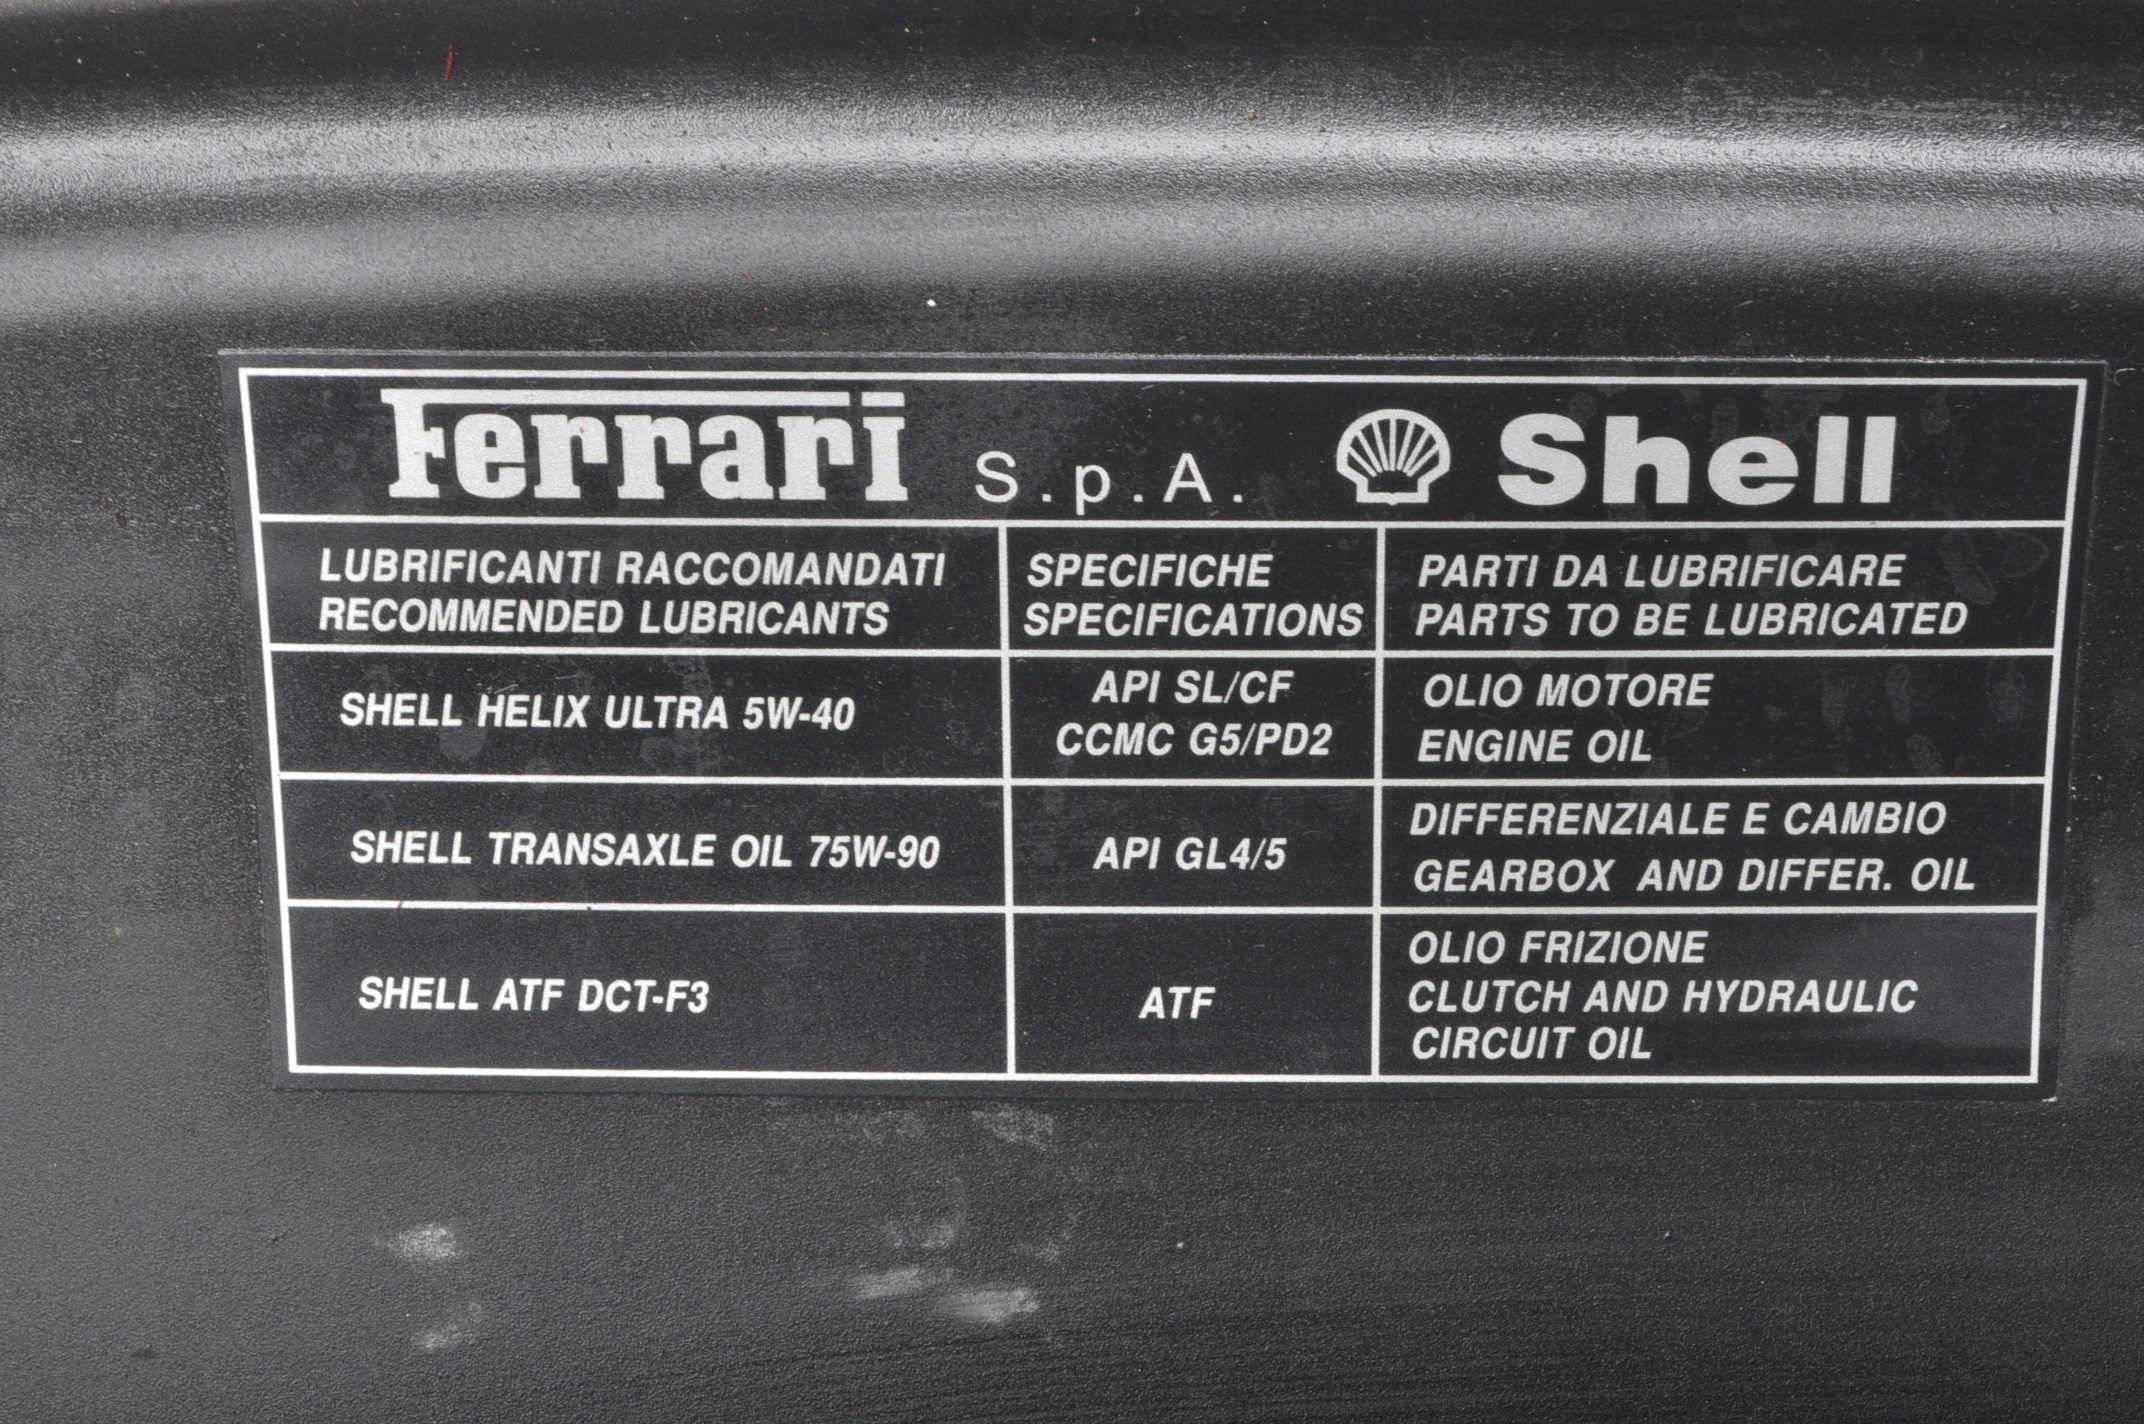 Ferrari S.p.A. Shell
LUBRIFICANTI RACCOMANDATI
RECOMMENDED LUBRICANTS
SPECIFICHE
SPECIFICATIONS
PARTI DA LUBRIFICARE
PARTS TO BE LUBRICATED
SHELL HELIX ULTRA 5W-40
API SL/CF
CCMC G5/PD2
OLIO MOTORE
ENGINE OIL
SHELL TRANSAXLE OIL 75W-90
API GL4/5
DIFFERENZIALE E CAMBIO
GEARBOX AND DIFFER. OIL
SHELL ATF DCT-F3
ATF
OLIO FRIZIONE
CLUTCH AND HYDRAULIC
CIRCUIT OIL